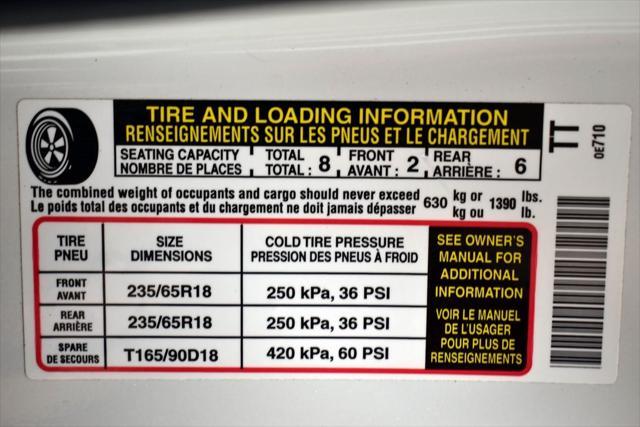 TIRE AND LOADING INFORMATION
RENSEIGNEMENTS SUR LES PNEUS ET LE CHARGEMENT
SEATING CAPACITY TOTAL FRONT REAR
NOMBRE DE PLACES TOTAL : 8 AVANT : 2 ARRIÈRE : 6
The combined weight of occupants and cargo should never exceed 630 kg or 1390 lbs.
Le poids total des occupants et du chargement ne doit jamais dépasser kg ou lb.
TIRE SIZE COLD TIRE PRESSURE
PNEU DIMENSIONS PRESSION DES PNEUS À FROID
FRONT
AVANT 235/65R18 250 kPa, 36 PSI
REAR
ARRIÈRE 235/65R18 250 kPa, 36 PSI
SPARE
DE SECOURS T165/90D18 420 kPa, 60 PSI
SEE OWNER'S
MANUAL FOR
ADDITIONAL
INFORMATION
VOIR LE MANUEL
DE L'USAGER
POUR PLUS DE
RENSEIGNEMENTS
TT
0E710